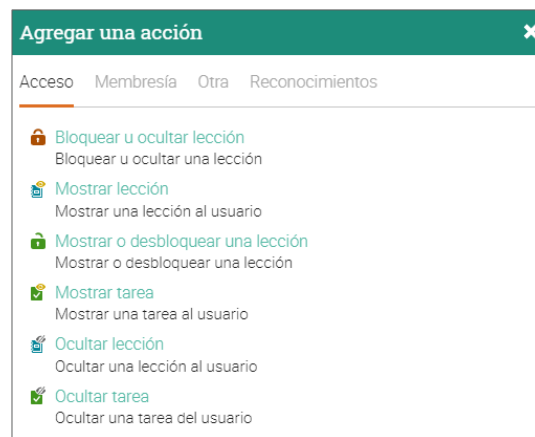 Agregar una acción
Acceso Membresía Otra Reconocimientos
Bloquear u ocultar lección
Bloquear u ocultar una lección
Mostrar lección
Mostrar una lección al usuario
Mostrar o desbloquear una lección
Mostrar o desbloquear una lección
Mostrar tarea
Mostrar una tarea al usuario
Ocultar lección
Ocultar una lección al usuario
Ocultar tarea
Ocultar una tarea del usuario